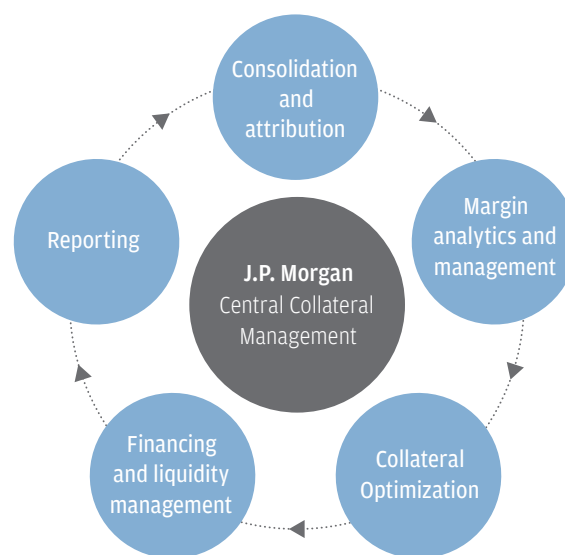 Consolidation
and
attribution
Margin
analytics and
management
Collateral
Optimization
Financing
and liquidity
management
Reporting
J.P. Morgan
Central Collateral
Management